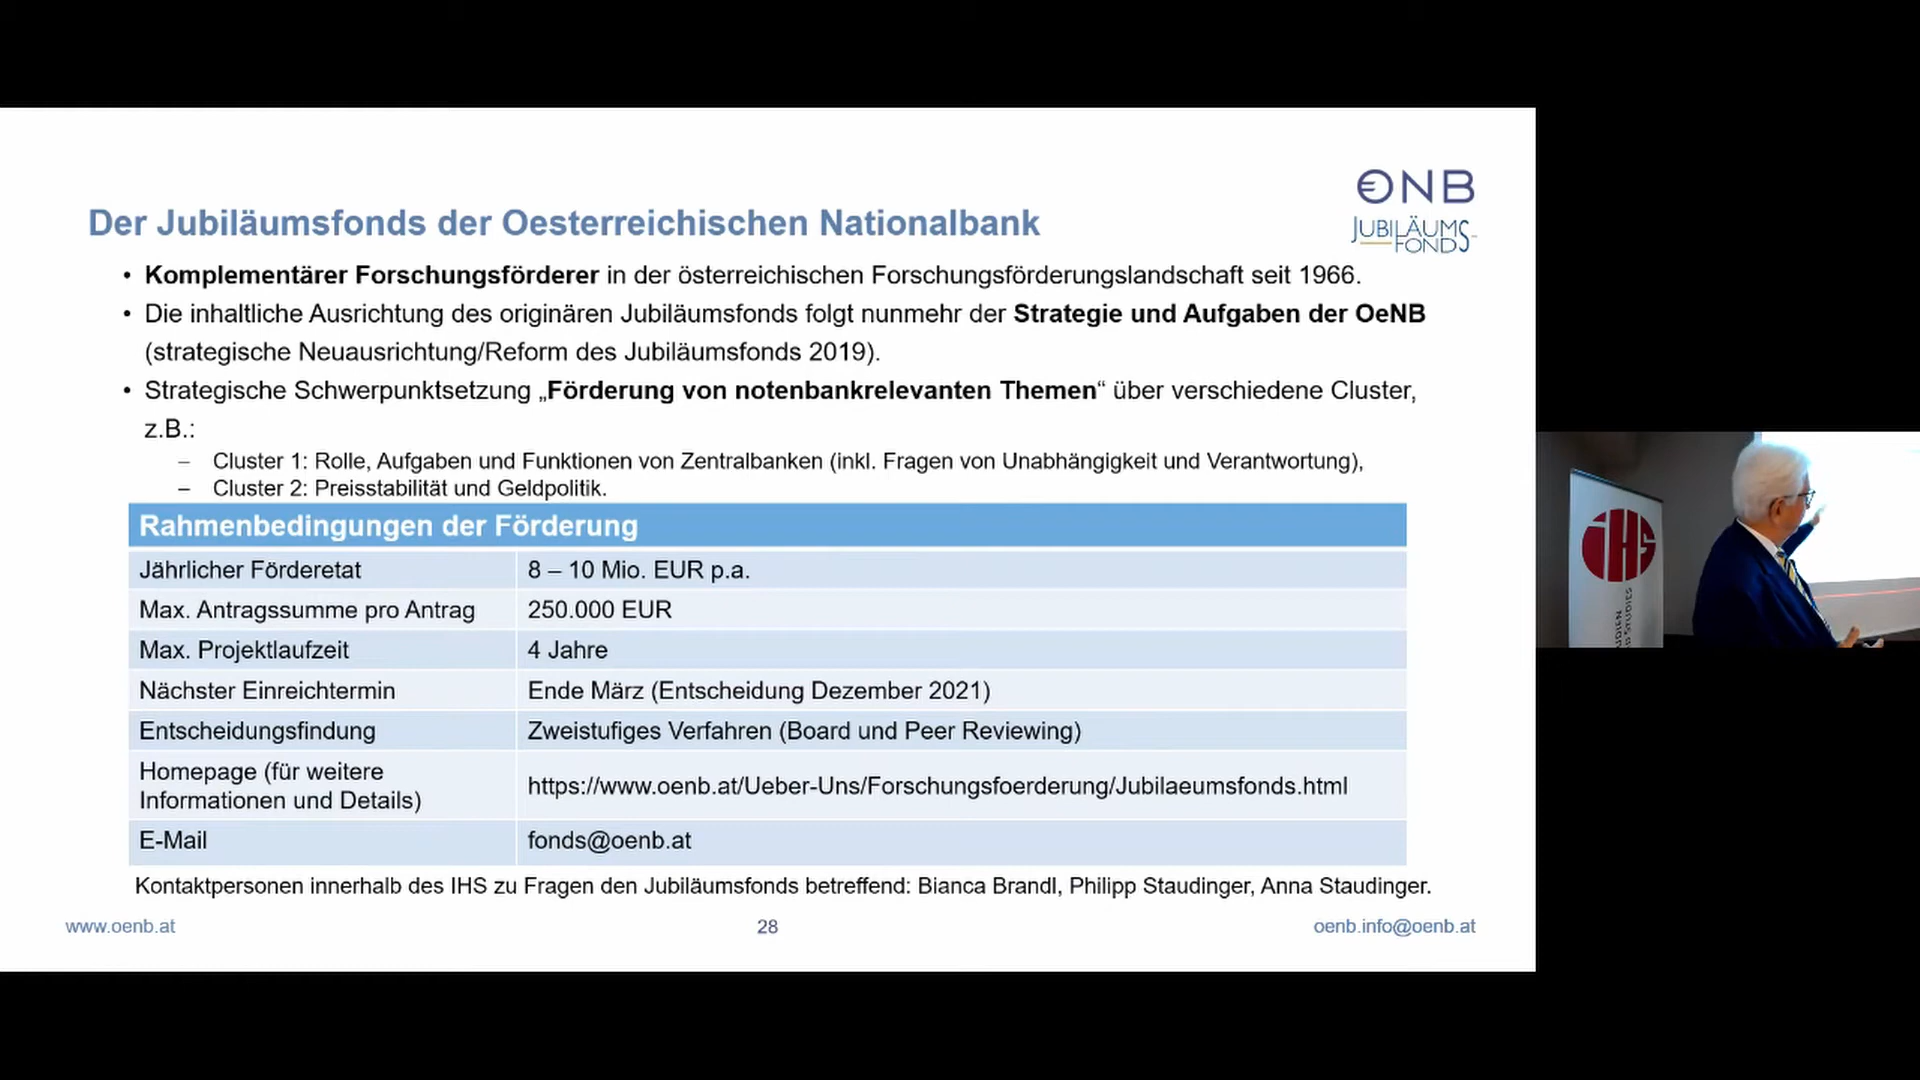 ONB
JUBILÄUMS-
FONDS
Der Jubiläumsfonds der Oesterreichischen Nationalbank
• Komplementärer Forschungsförderer in der österreichischen Forschungsförderungslandschaft seit 1966.
• Die inhaltliche Ausrichtung des originären Jubiläumsfonds folgt nunmehr der Strategie und Aufgaben der OeNB
(strategische Neuausrichtung/Reform des Jubiläumsfonds 2019).
• Strategische Schwerpunktsetzung „Förderung von notenbankrelevanten Themen“ über verschiedene Cluster,
z.B.:
– Cluster 1: Rolle, Aufgaben und Funktionen von Zentralbanken (inkl. Fragen von Unabhängigkeit und Verantwortung),
– Cluster 2: Preisstabilität und Geldpolitik.
Rahmenbedingungen der Förderung
Jährlicher Förderetat 8 – 10 Mio. EUR p.a.
Max. Antragssumme pro Antrag 250.000 EUR
Max. Projektlaufzeit 4 Jahre
Nächster Einreichtermin Ende März (Entscheidung Dezember 2021)
Entscheidungsfindung Zweistufiges Verfahren (Board und Peer Reviewing)
Homepage (für weitere
Informationen und Details) https://www.oenb.at/Ueber-Uns/Forschungsfoerderung/Jubilaeumsfonds.html
E-Mail fonds@oenb.at
Kontaktpersonen innerhalb des IHS zu Fragen den Jubiläumsfonds betreffend: Bianca Brandl, Philipp Staudinger, Anna Staudinger.
www.oenb.at 28 oenb.info@oenb.at
iHS